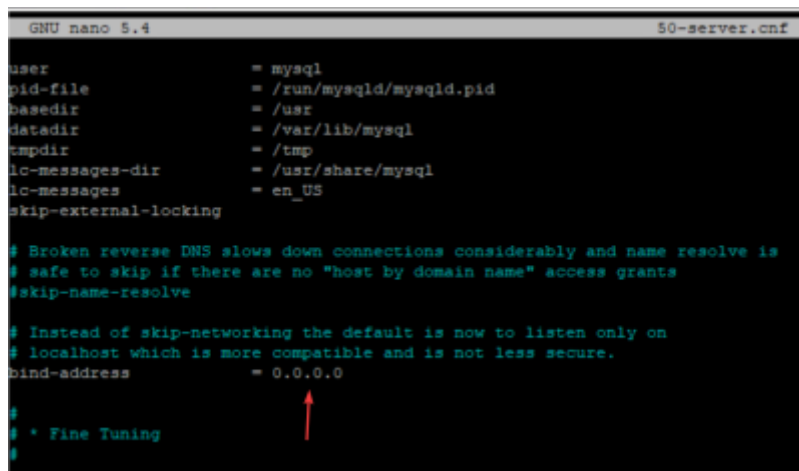 GNU nano 5.4 50-server.cnf
user = mysql
pid-file = /run/mysqld/mysqld.pid
basedir = /usr
datadir = /var/lib/mysql
tmpdir = /tmp
lc-messages-dir = /usr/share/mysql
lc-messages = en_US
skip-external-locking
# Broken reverse DNS slows down connections considerably and name resolve is
# safe to skip if there are no "host by domain name" access grants
#skip-name-resolve
# Instead of skip-networking the default is now to listen only on
# localhost which is more compatible and is not less secure.
bind-address = 0.0.0.0
#
# * Fine Tuning
#